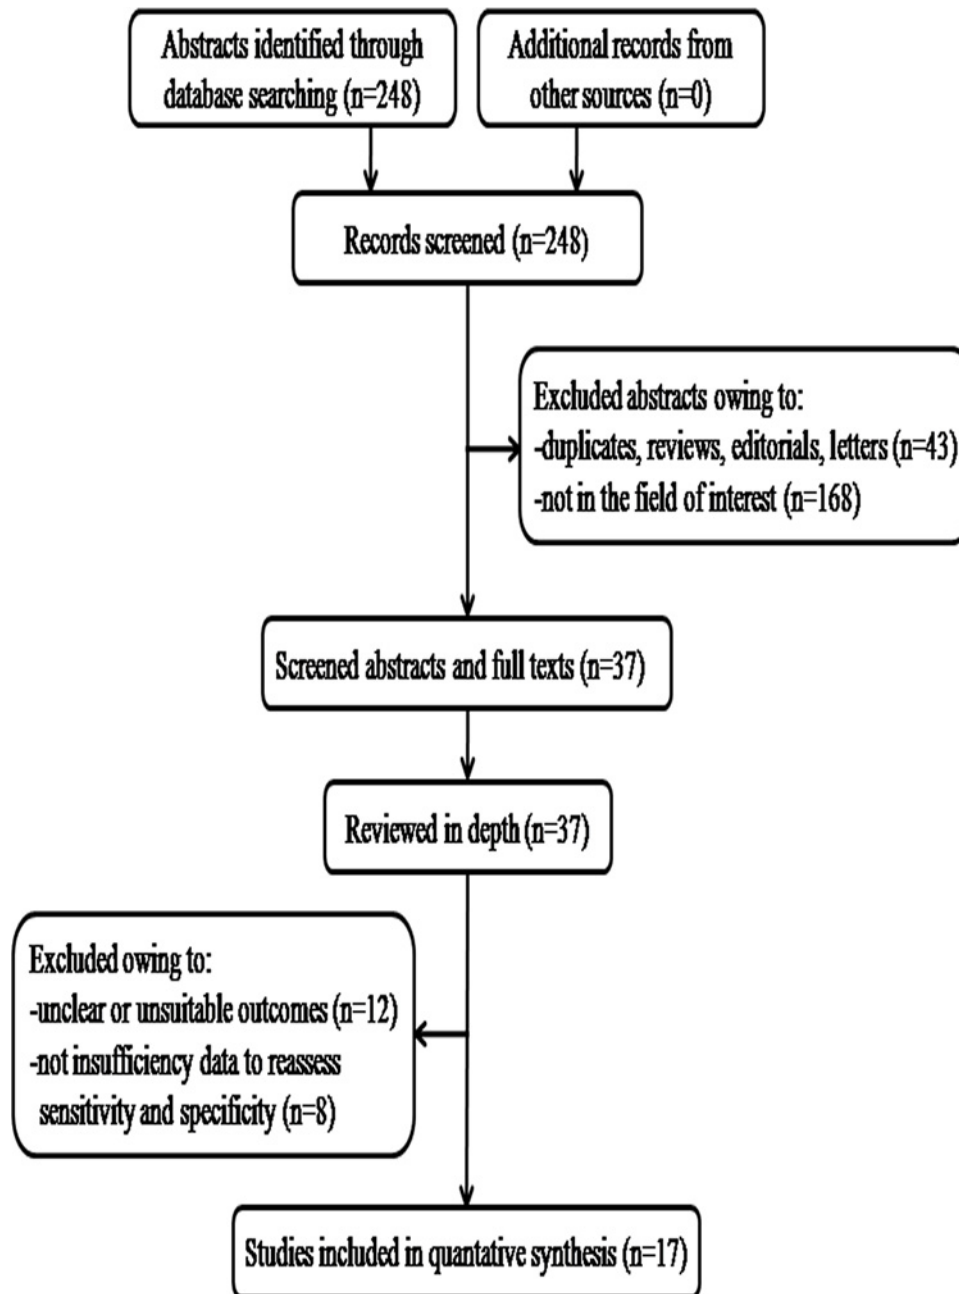 Abstracts identified through
database searching (n=248)
Additional records from
other sources (n=0)
Records screened (n=248)
Excluded abstracts owing to:
-duplicates, reviews, editorials, letters (n=43)
-not in the field of interest (n=168)
Screened abstracts and full texts (n=37)
Reviewed in depth (n=37)
Excluded owing to:
-unclear or unsuitable outcomes (n=12)
-not insufficiency data to reassess
sensitivity and specificity (n=8)
Studies included in quantative synthesis (n=17)